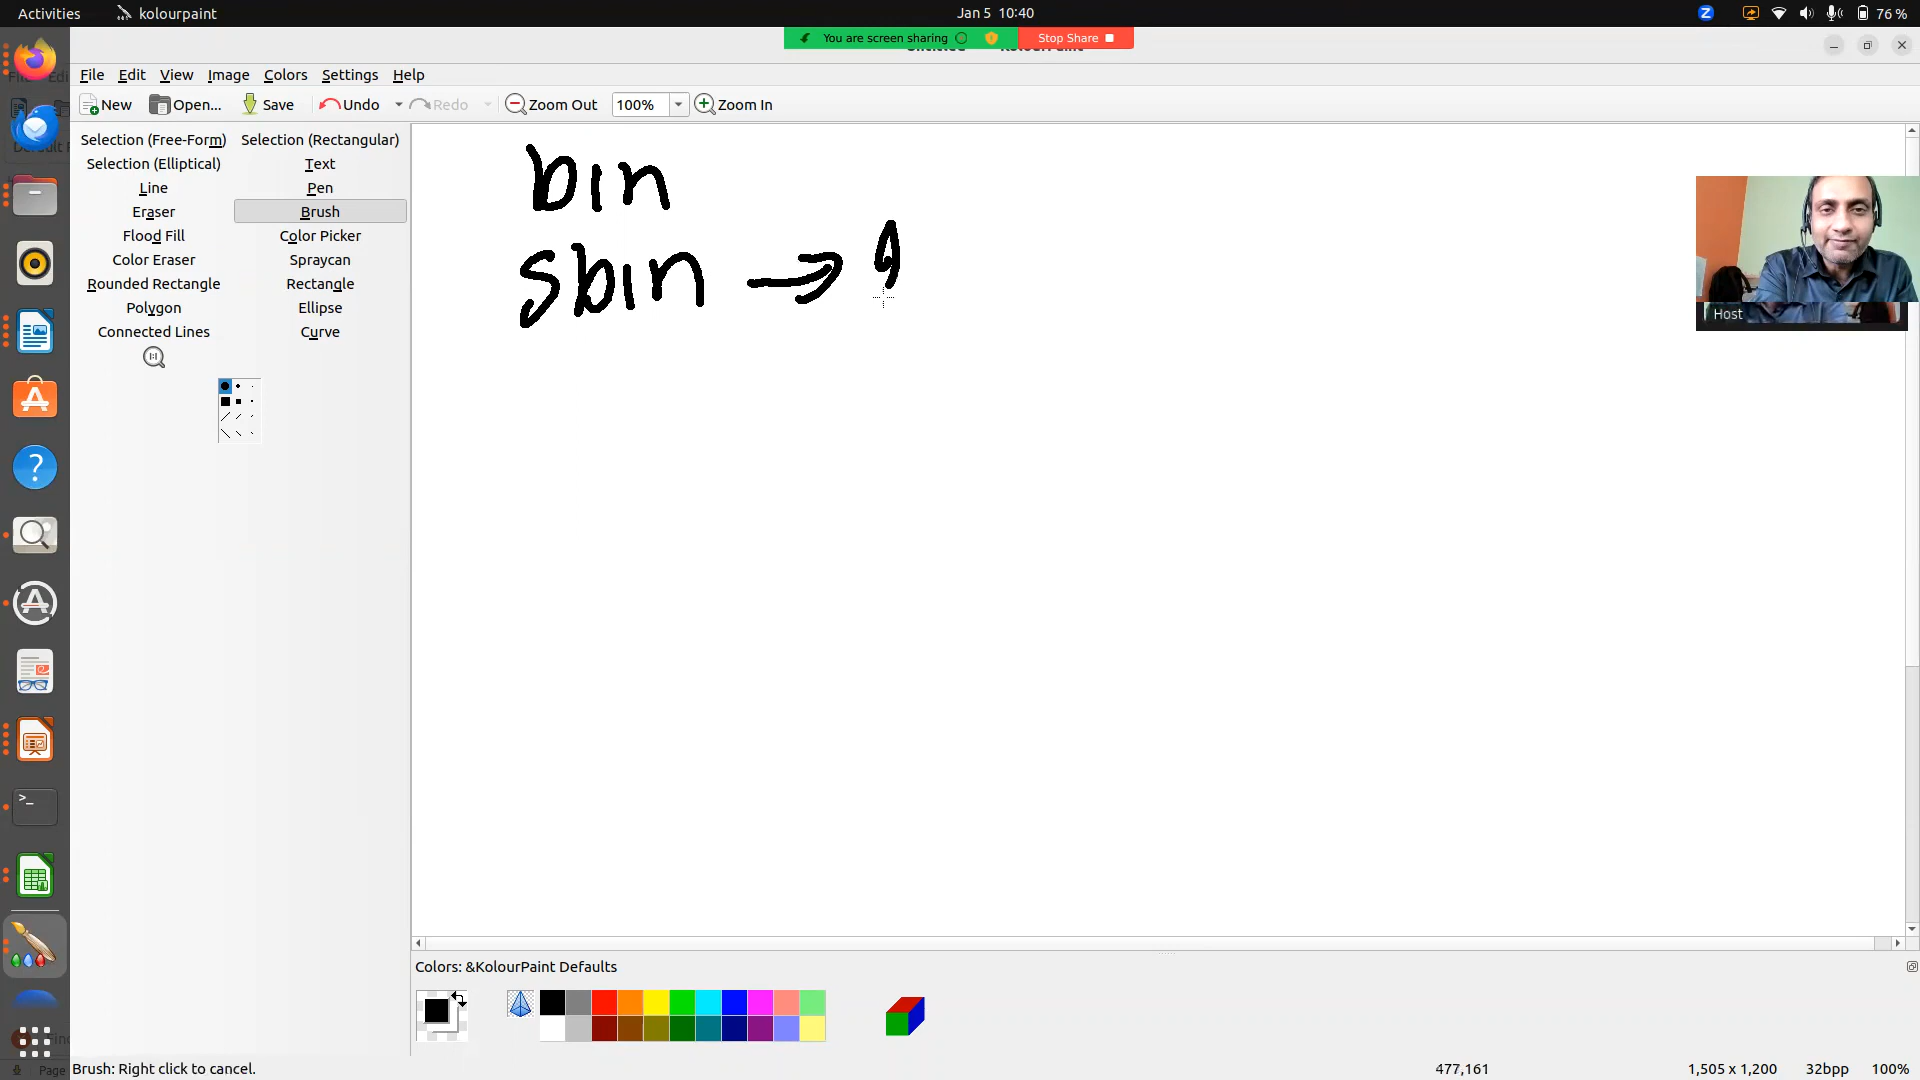 Activities kolourpaint Jan 5 10:40 Z 76 %
You are screen sharing Stop Share
File Edit View Image Colors Settings Help
New Open... Save Undo Redo Zoom Out 100% Zoom In
Selection (Free-Form) Selection (Rectangular)
Selection (Elliptical) Text
Line Pen
Eraser Brush
Flood Fill Color Picker
Color Eraser Spraycan
Rounded Rectangle Rectangle
Polygon Ellipse
Connected Lines Curve
bin
sbin →
Host
Colors: &KolourPaint Defaults
Brush: Right click to cancel. 477,161 1,505 x 1,200 32bpp 100%